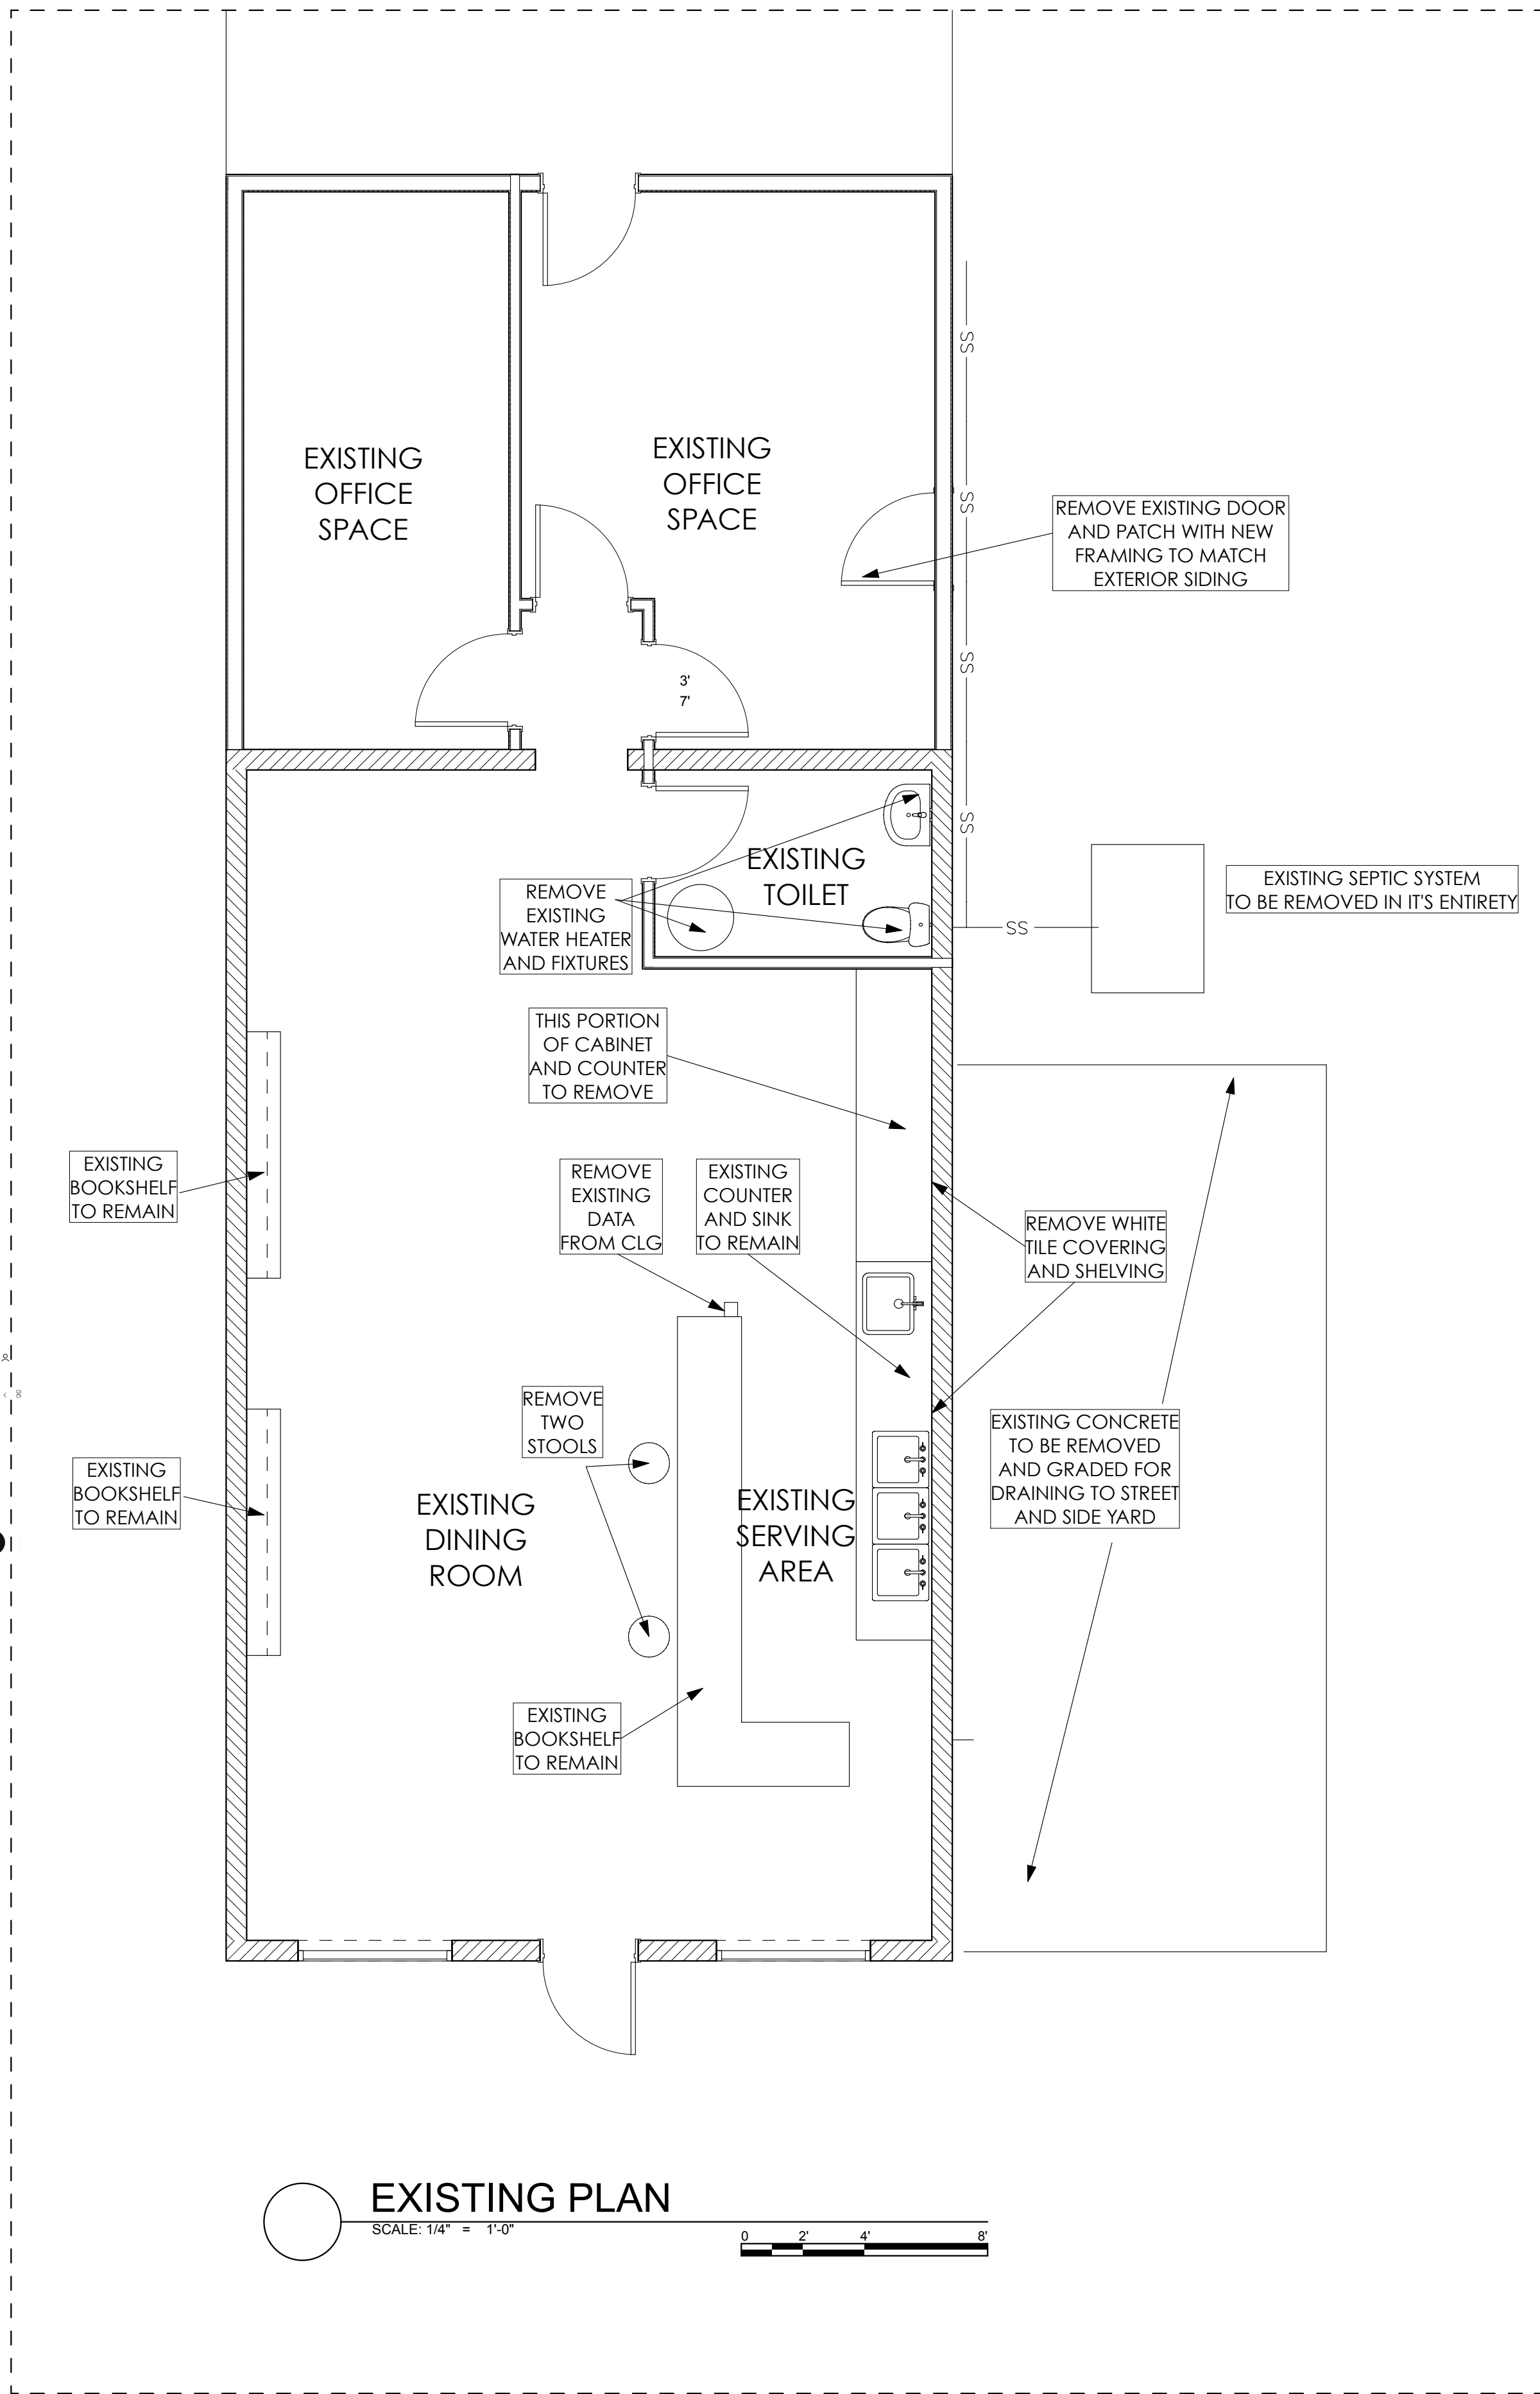 EXISTING
OFFICE
SPACE
EXISTING
OFFICE
SPACE
SS
SS
REMOVE EXISTING DOOR
AND PATCH WITH NEW
FRAMING TO MATCH
EXTERIOR SIDING
SS
3'
7'
SS
EXISTING
TOILET
REMOVE
EXISTING
WATER HEATER
AND FIXTURES
SS
EXISTING SEPTIC SYSTEM
TO BE REMOVED IN IT'S ENTIRETY
THIS PORTION
OF CABINET
AND COUNTER
TO REMOVE
EXISTING
BOOKSHELF
TO REMAIN
REMOVE
EXISTING
DATA
FROM CLG
EXISTING
COUNTER
AND SINK
TO REMAIN
REMOVE WHITE
TILE COVERING
AND SHELVING
REMOVE
TWO
STOOLS
EXISTING CONCRETE
TO BE REMOVED
AND GRADED FOR
DRAINING TO STREET
AND SIDE YARD
EXISTING
BOOKSHELF
TO REMAIN
EXISTING
DINING
ROOM
EXISTING
SERVING
AREA
EXISTING
BOOKSHELF
TO REMAIN
EXISTING PLAN
SCALE: 1/4" = 1'-0"
0 2' 4' 8'